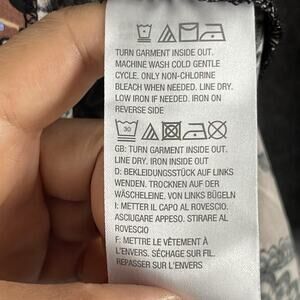 TURN GARMENT INSIDE OUT.
MACHINE WASH COLD GENTLE
CYCLE. ONLY NON-CHLORINE
BLEACH WHEN NEEDED. LINE DRY.
LOW IRON IF NEEDED. IRON ON
REVERSE SIDE
30
GB: TURN GARMENT INSIDE OUT.
LINE DRY. IRON INSIDE OUT
D: BEKLEIDUNGSSTÜCK AUF LINKS
WENDEN. TROCKNEN AUF DER
WÄSCHELEINE. VON LINKS BÜGELN
I: METTER IL CAPO AL ROVESCIO.
ASCIUGARE APPESO. STIRARE AL
ROVESCIO
F: METTRE LE VÊTEMENT À
L'ENVERS. SÉCHAGE SUR FIL.
REPASSER SUR L'ENVERS